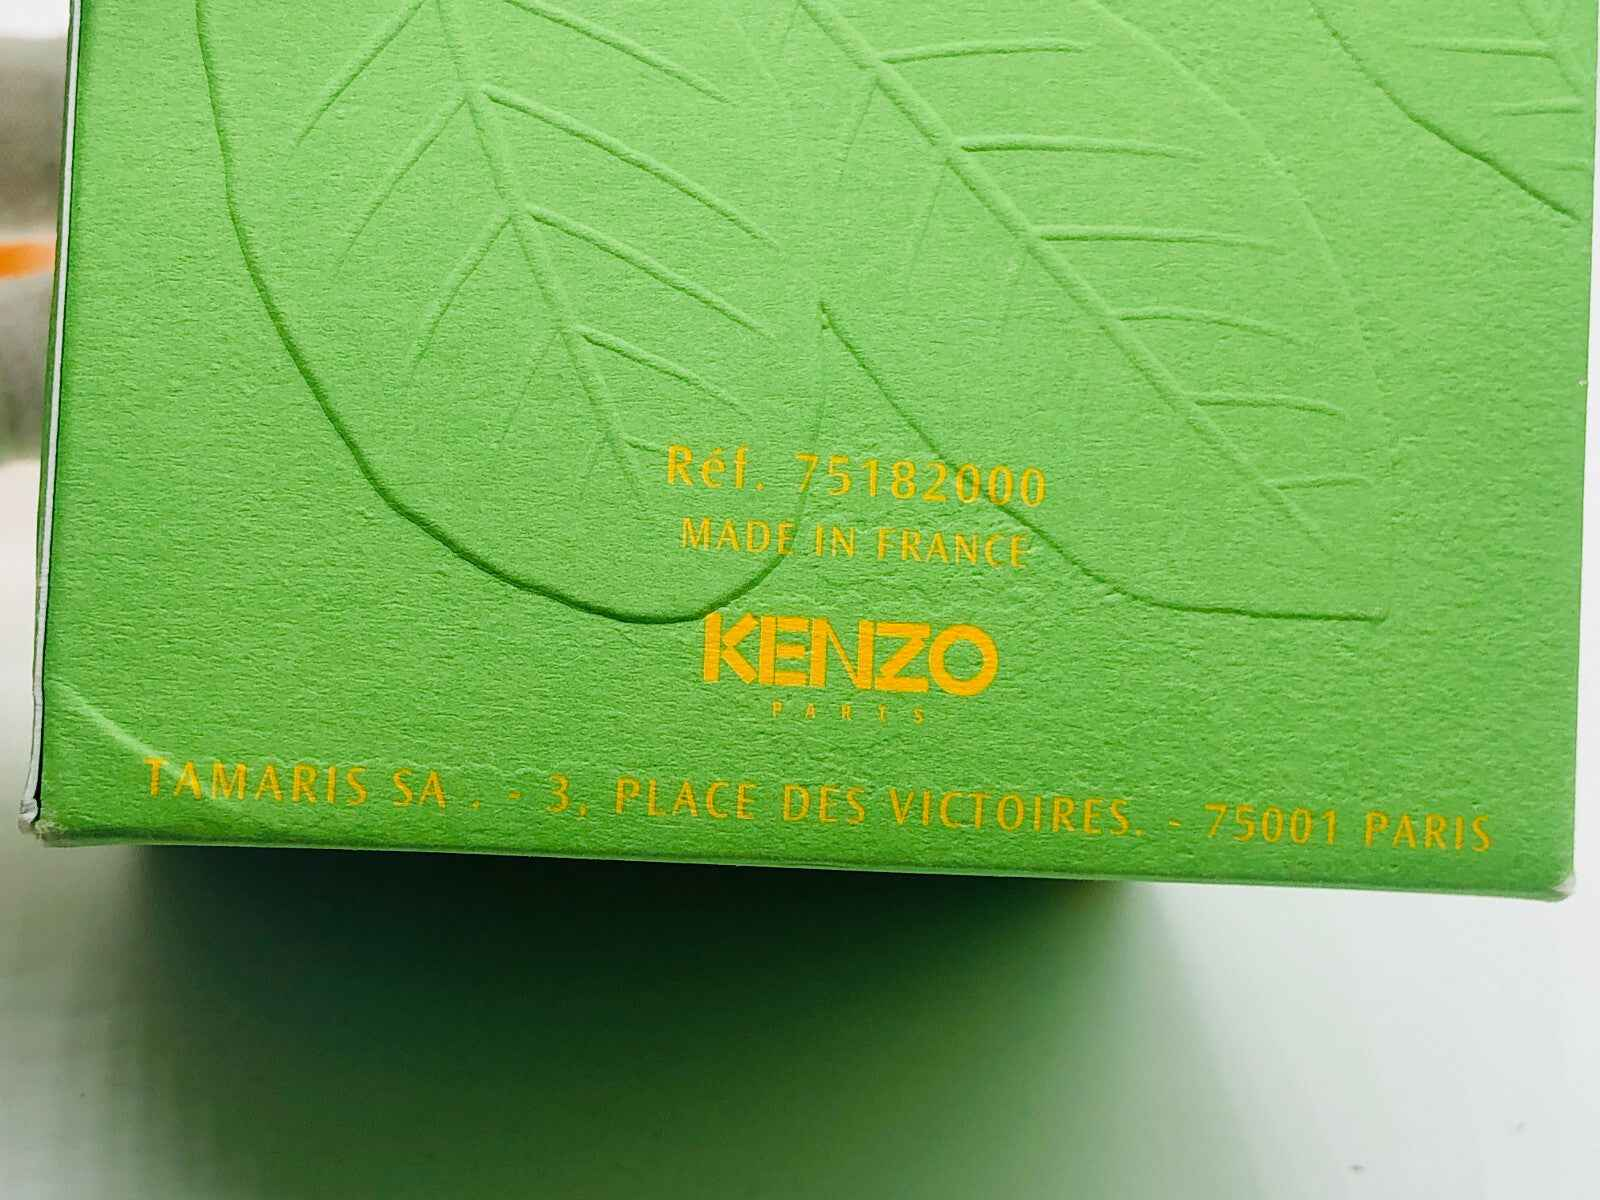 Réf. 75182000
MADE IN FRANCE
KENZO
PARIS
TAMARIS SA . - 3, PLACE DES VICTOIRES. - 75001 PARIS